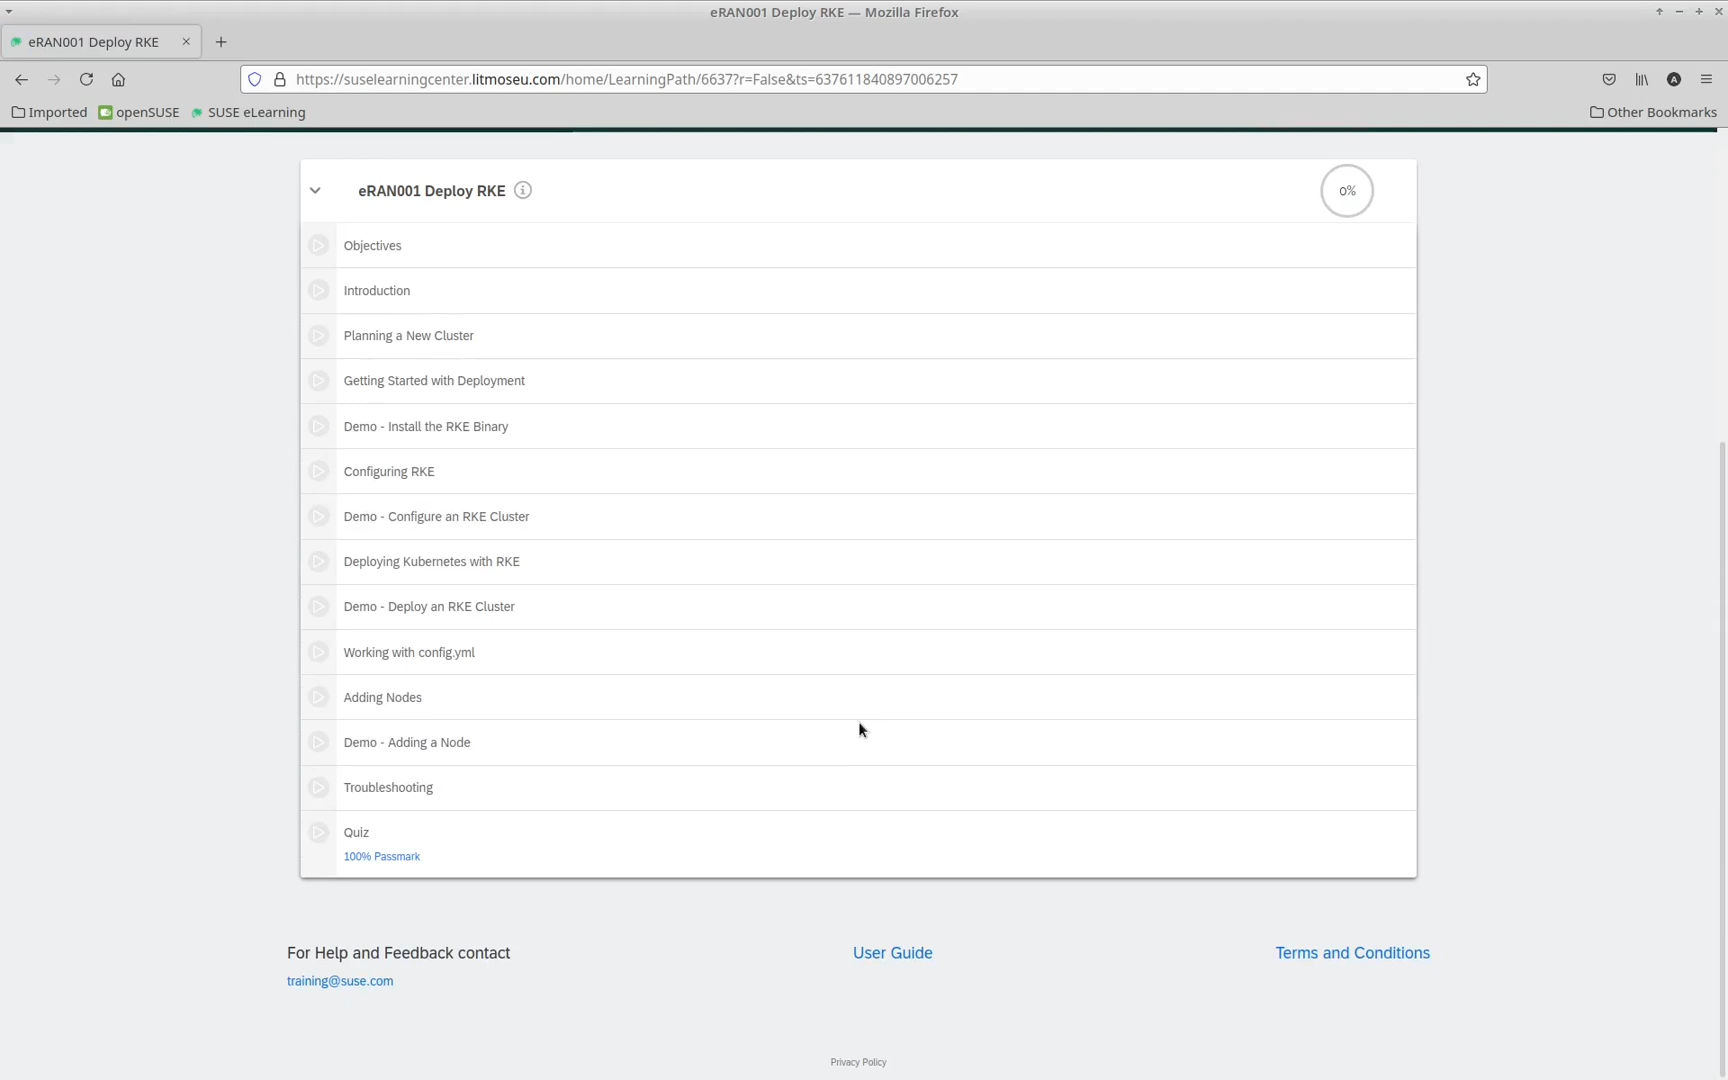 eRAN001 Deploy RKE — Mozilla Firefox
eRAN001 Deploy RKE
https://suselearningcenter.litmoseu.com/home/LearningPath/6637?r=False&ts=637611840897006257
Imported openSUSE SUSE eLearning Other Bookmarks
eRAN001 Deploy RKE 0%
Objectives
Introduction
Planning a New Cluster
Getting Started with Deployment
Demo - Install the RKE Binary
Configuring RKE
Demo - Configure an RKE Cluster
Deploying Kubernetes with RKE
Demo - Deploy an RKE Cluster
Working with config.yml
Adding Nodes
Demo - Adding a Node
Troubleshooting
Quiz
100% Passmark
For Help and Feedback contact User Guide Terms and Conditions
training@suse.com
Privacy Policy